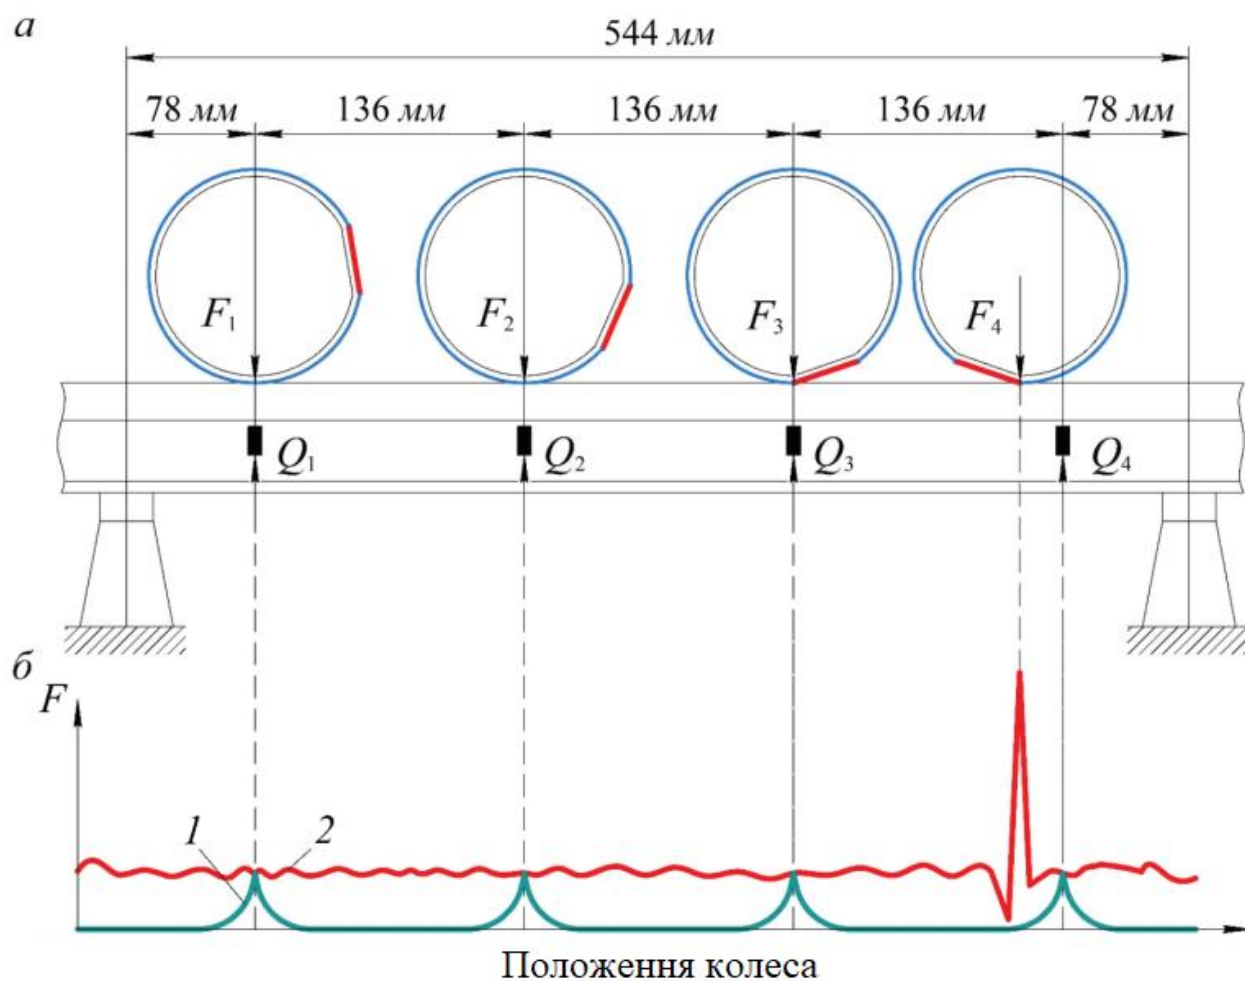 а
544 мм
78 мм 136 мм 136 мм 136 мм 78 мм
F1 F2 F3 F4
Q1 Q2 Q3 Q4
б
F
1 2
Положення колеса